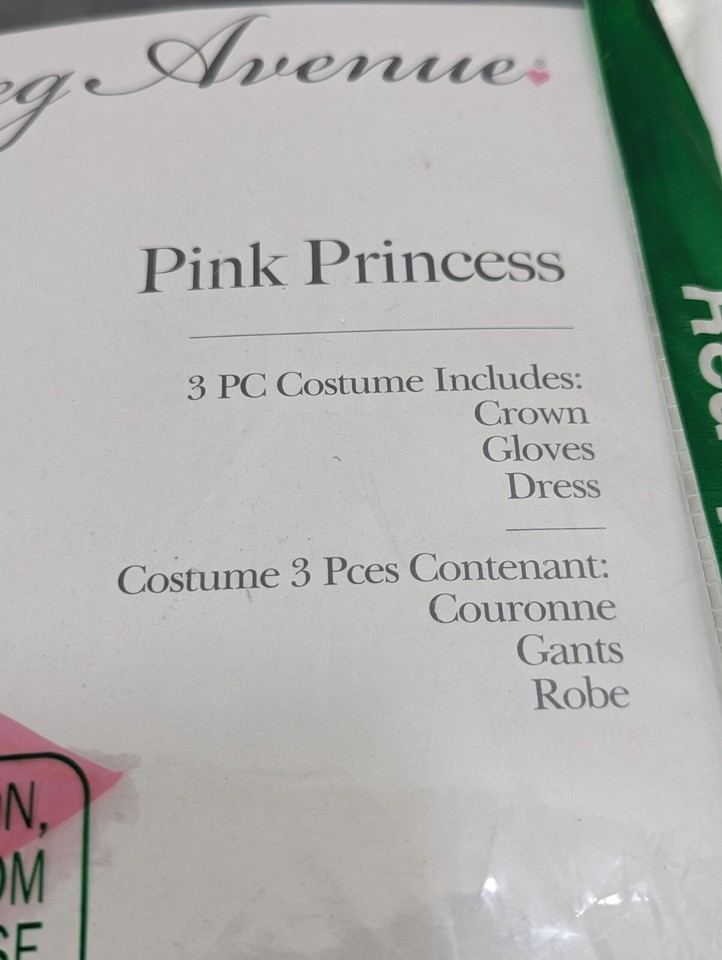 Avenue
Pink Princess
3 PC Costume Includes:
Crown
Gloves
Dress
Costume 3 Pces Contenant:
Couronne
Gants
Robe